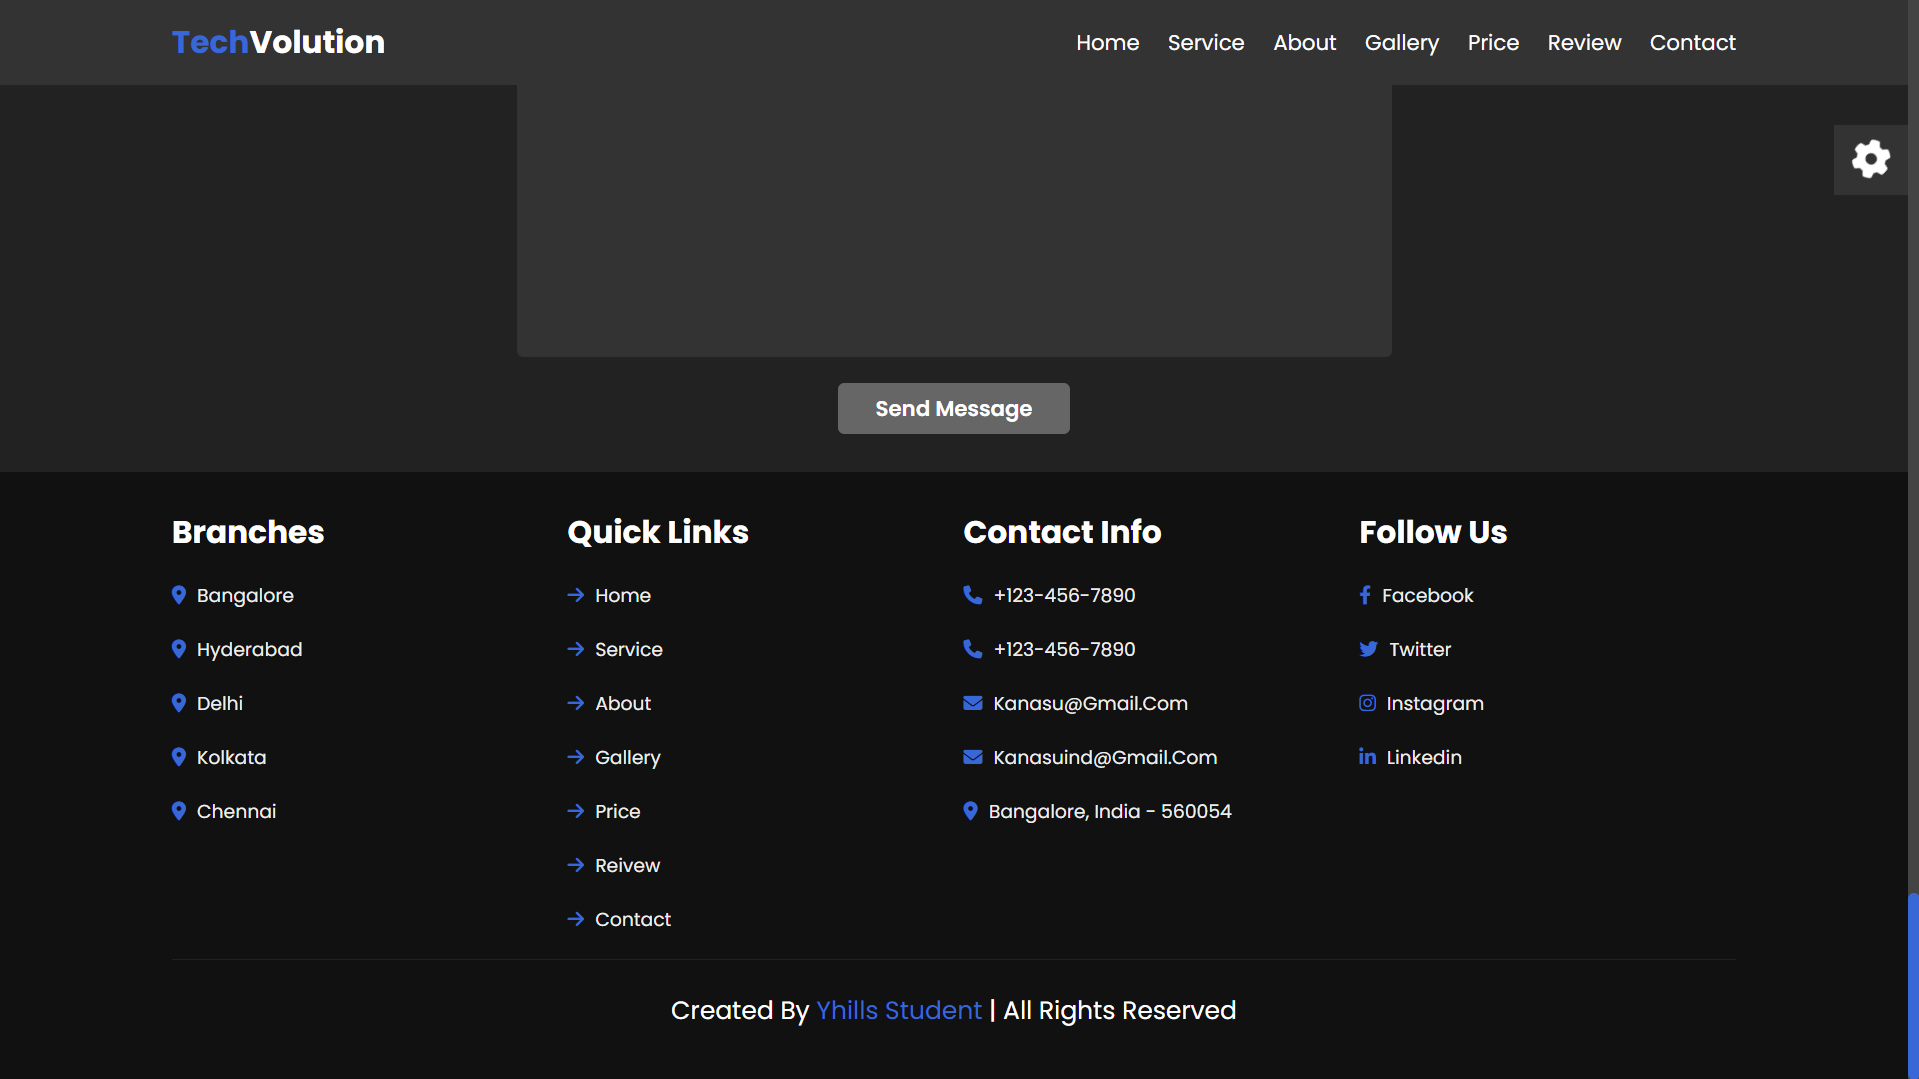 TechVolution
Home Service About Gallery Price Review Contact
Send Message
Branches
Bangalore
Hyderabad
Delhi
Kolkata
Chennai
Quick Links
Home
Service
About
Gallery
Price
Reivew
Contact
Contact Info
+123-456-7890
+123-456-7890
Kanasu@Gmail.Com
Kanasuind@Gmail.Com
Bangalore, India - 560054
Follow Us
Facebook
Twitter
Instagram
Linkedin
Created By Yhills Student | All Rights Reserved